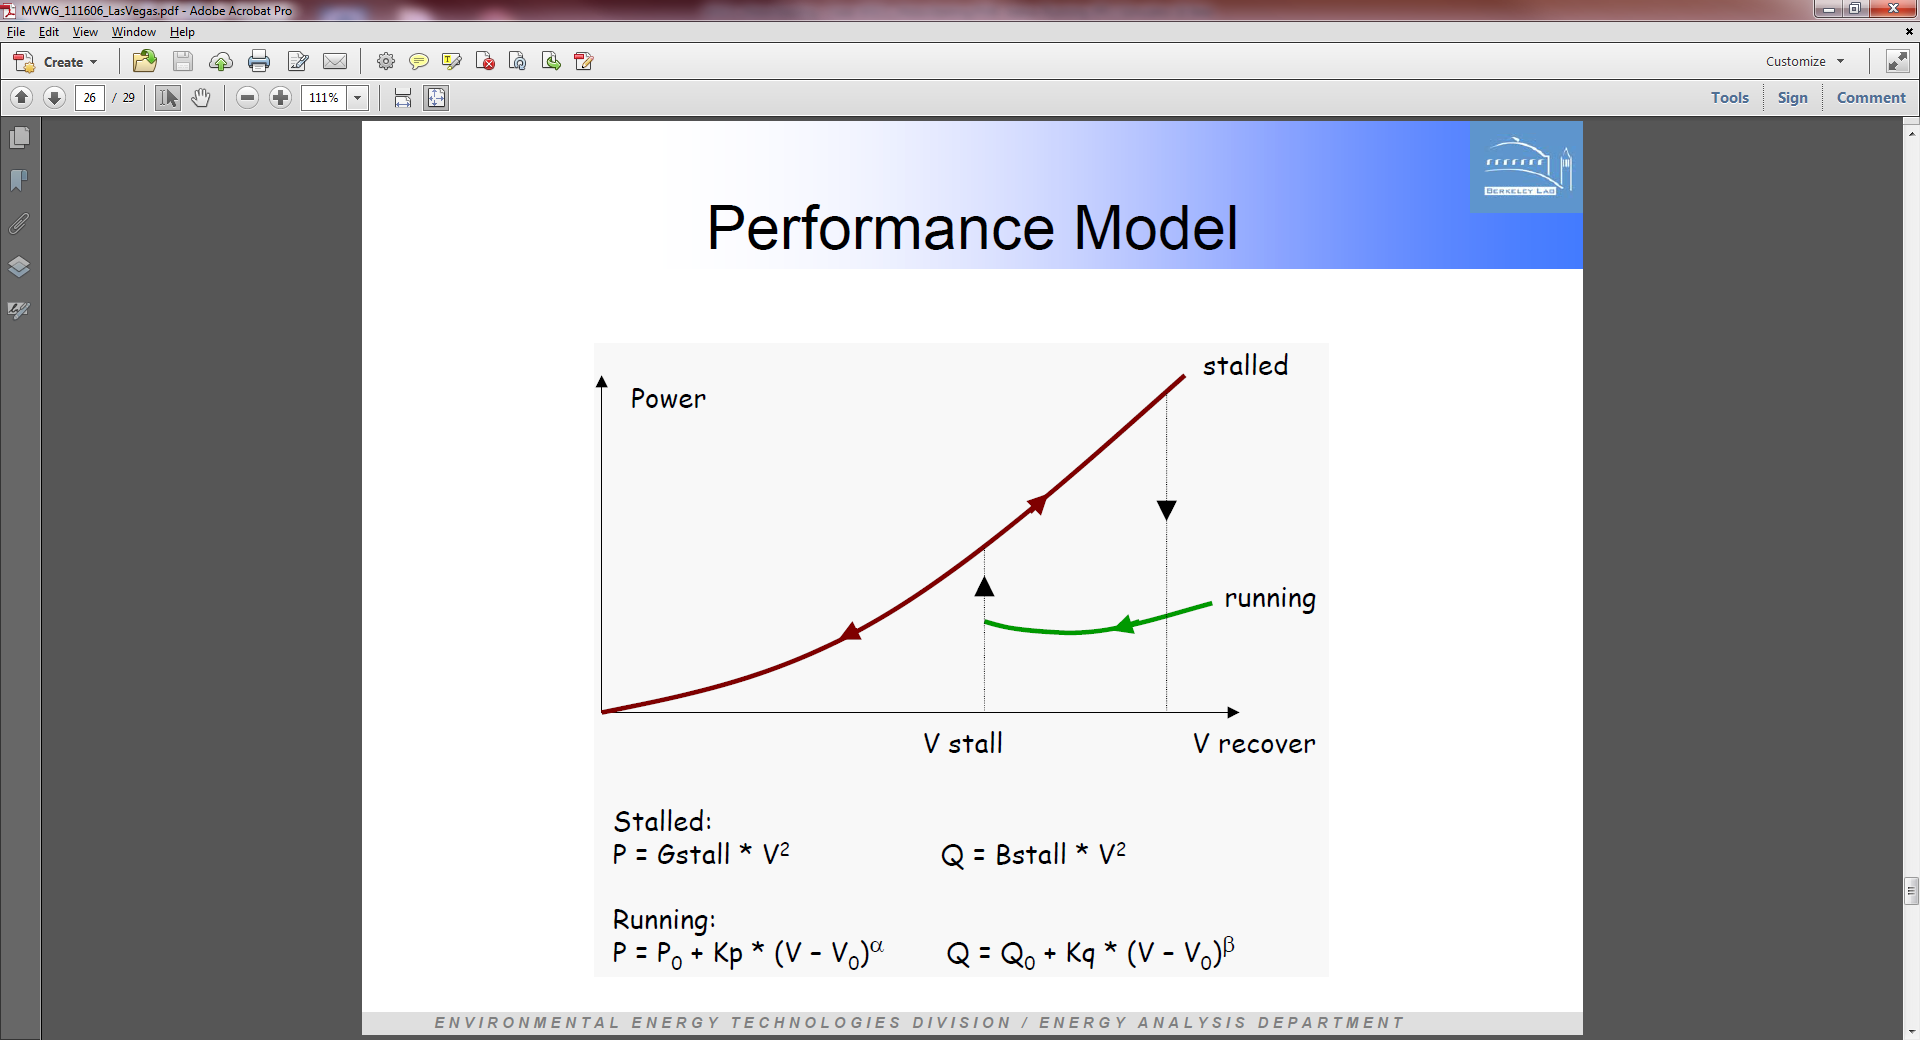 MVWG_111606_LasVegas.pdf - Adobe Acrobat Pro
File Edit View Window Help
Create
Customize
26 / 29
111%
Tools Sign Comment
BERKELEY LAB
Performance Model
stalled
Power
running
V stall V recover
Stalled:
P = Gstall * V² Q = Bstall * V²
Running:
P = P₀ + Kp * (V – V₀)^α Q = Q₀ + Kq * (V – V₀)^β
ENVIRONMENTAL ENERGY TECHNOLOGIES DIVISION / ENERGY ANALYSIS DEPARTMENT